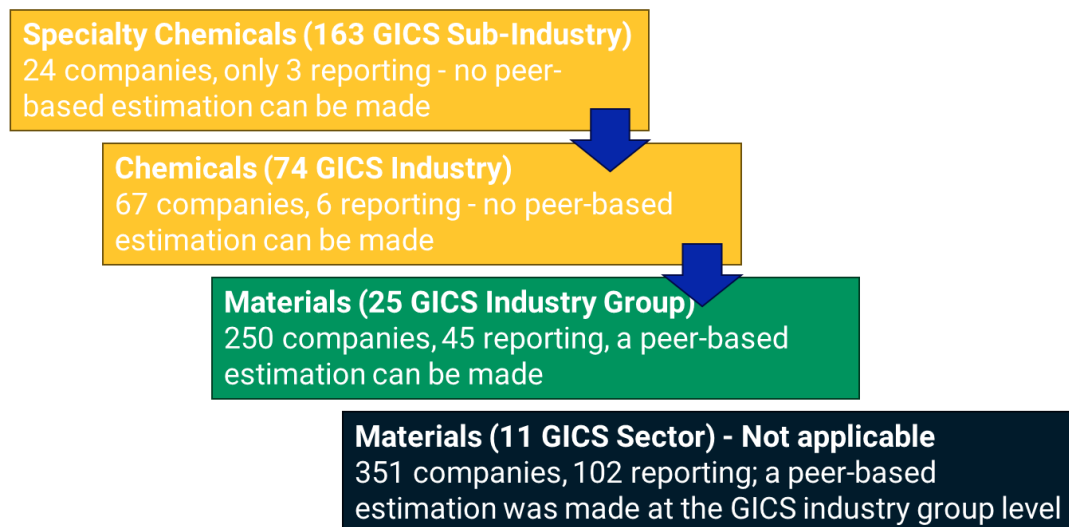 Specialty Chemicals (163 GICS Sub-Industry)
24 companies, only 3 reporting - no peer-
based estimation can be made
Chemicals (74 GICS Industry)
67 companies, 6 reporting - no peer-based
estimation can be made
Materials (25 GICS Industry Group)
250 companies, 45 reporting, a peer-based
estimation can be made
Materials (11 GICS Sector) - Not applicable
351 companies, 102 reporting; a peer-based
estimation was made at the GICS industry group level